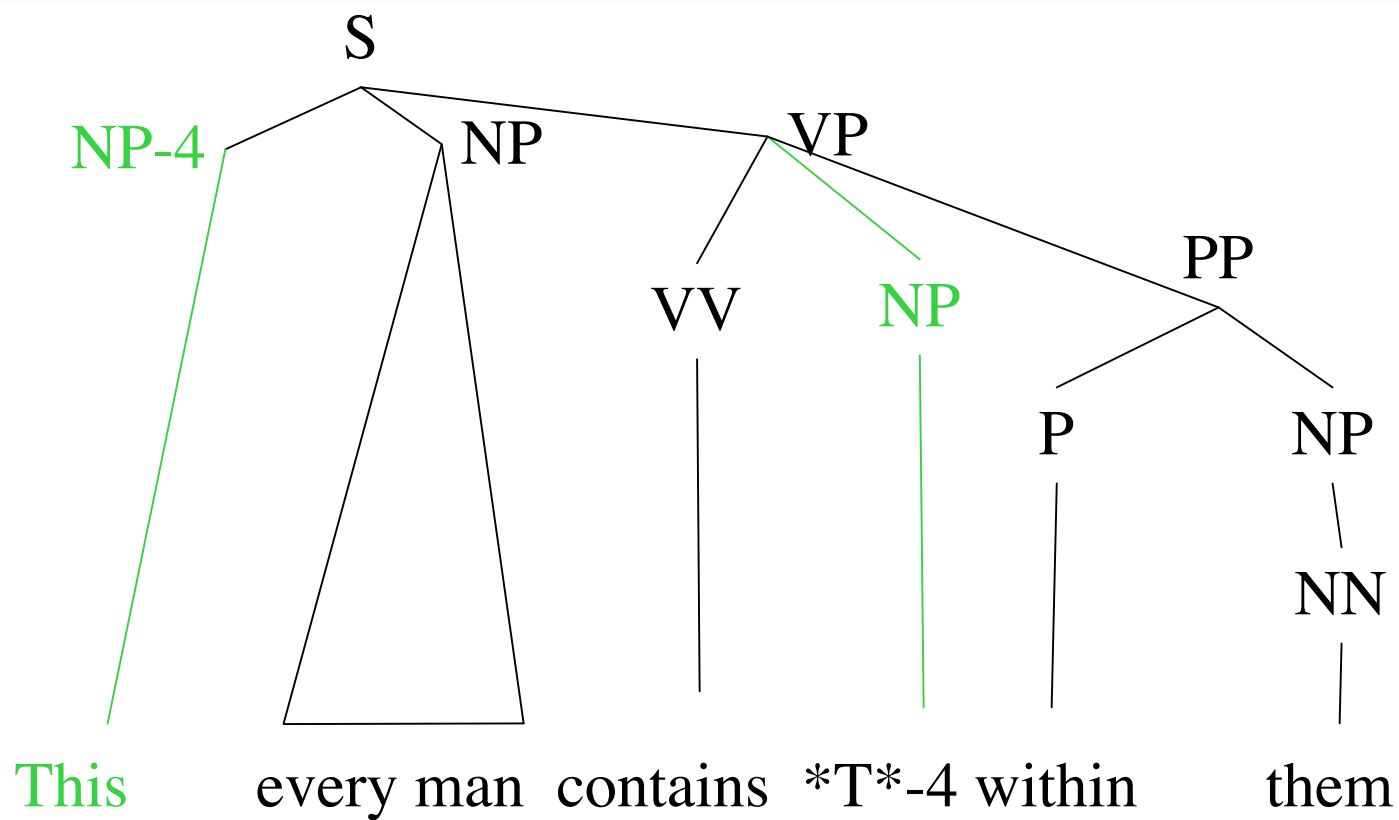 S
NP-4 NP VP
PP
VV NP
P NP
NN
This every man contains *T*-4 within them